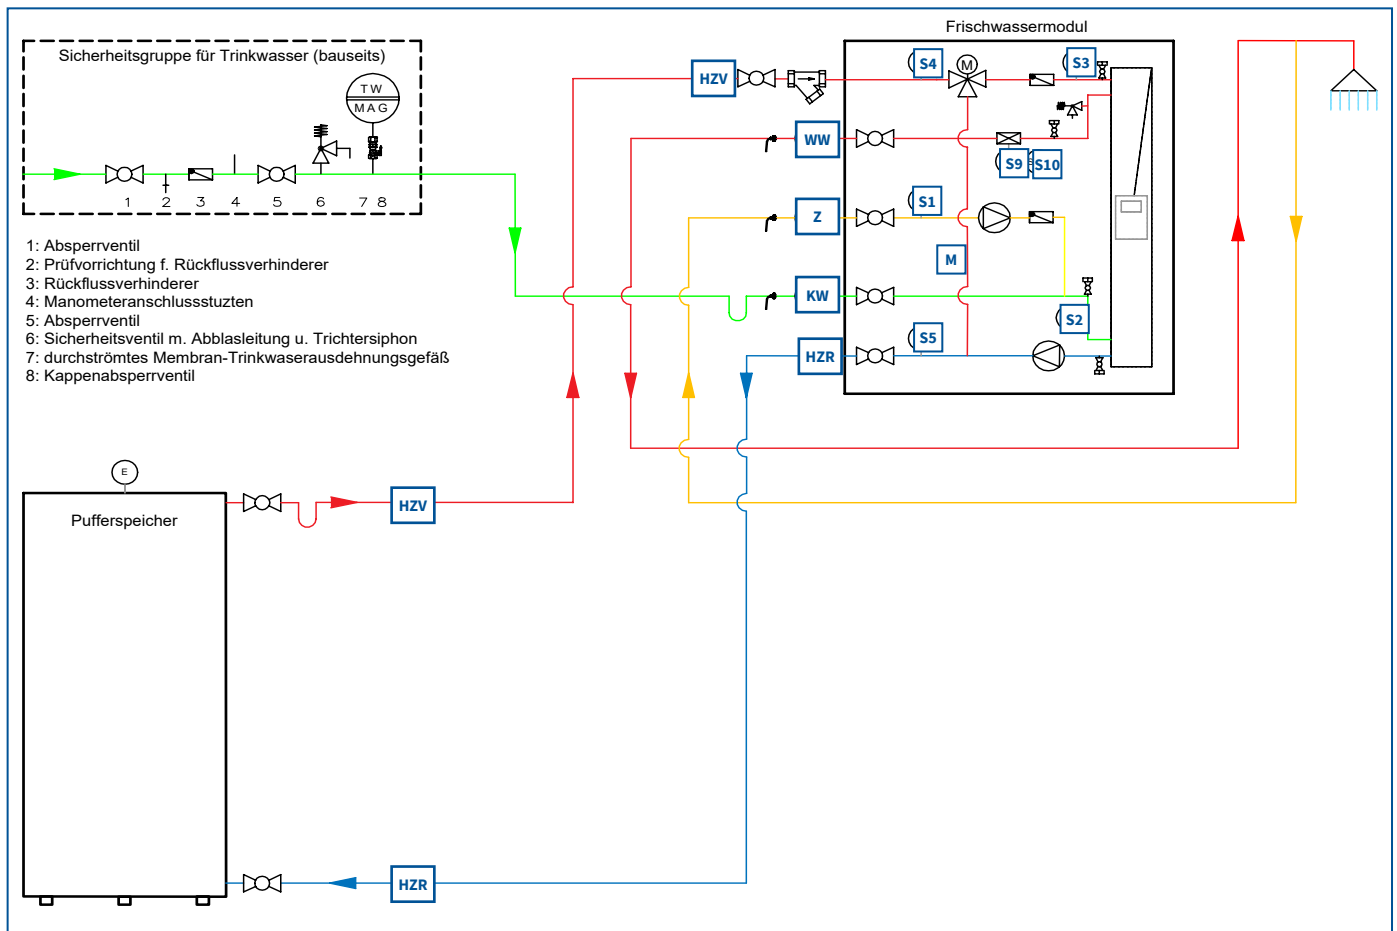 Frischwassermodul
Sicherheitsgruppe für Trinkwasser (bauseits)
TW
MAG
1 2 3 4 5 6 7 8
1: Absperrventil
2: Prüfvorrichtung f. Rückflussverhinderer
3: Rückflussverhinderer
4: Manometeranschlussstuzten
5: Absperrventil
6: Sicherheitsventil m. Abblasleitung u. Trichtersiphon
7: durchströmtes Membran-Trinkwaserausdehnungsgefäß
8: Kappenabsperrventil
HZV
S4
M
S3
WW
S9
S10
Z
S1
M
KW
S2
HZR
S5
E
Pufferspeicher
HZV
HZR